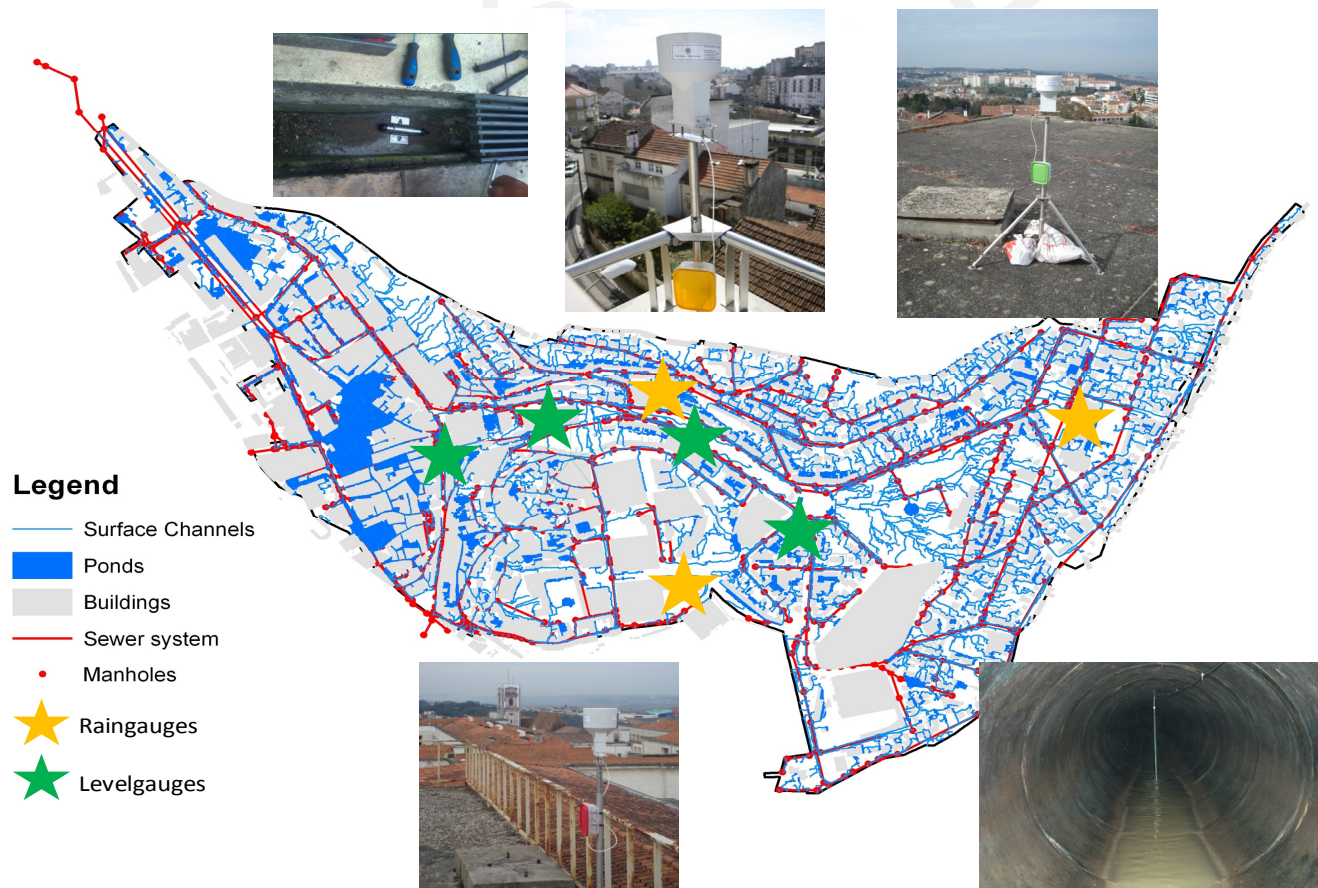 Legend
Surface Channels
Ponds
Buildings
Sewer system
Manholes
Raingauges
Levelgauges